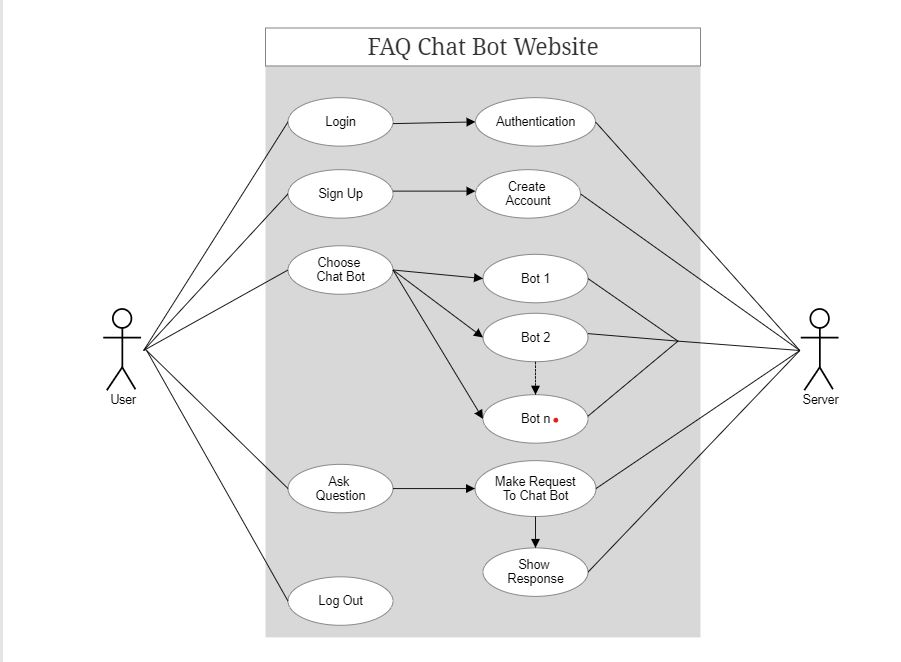 FAQ Chat Bot Website
Login
Authentication
Sign Up
Create
Account
Choose
Chat Bot
Bot 1
Bot 2
Bot n
User
Server
Ask
Question
Make Request
To Chat Bot
Show
Response
Log Out